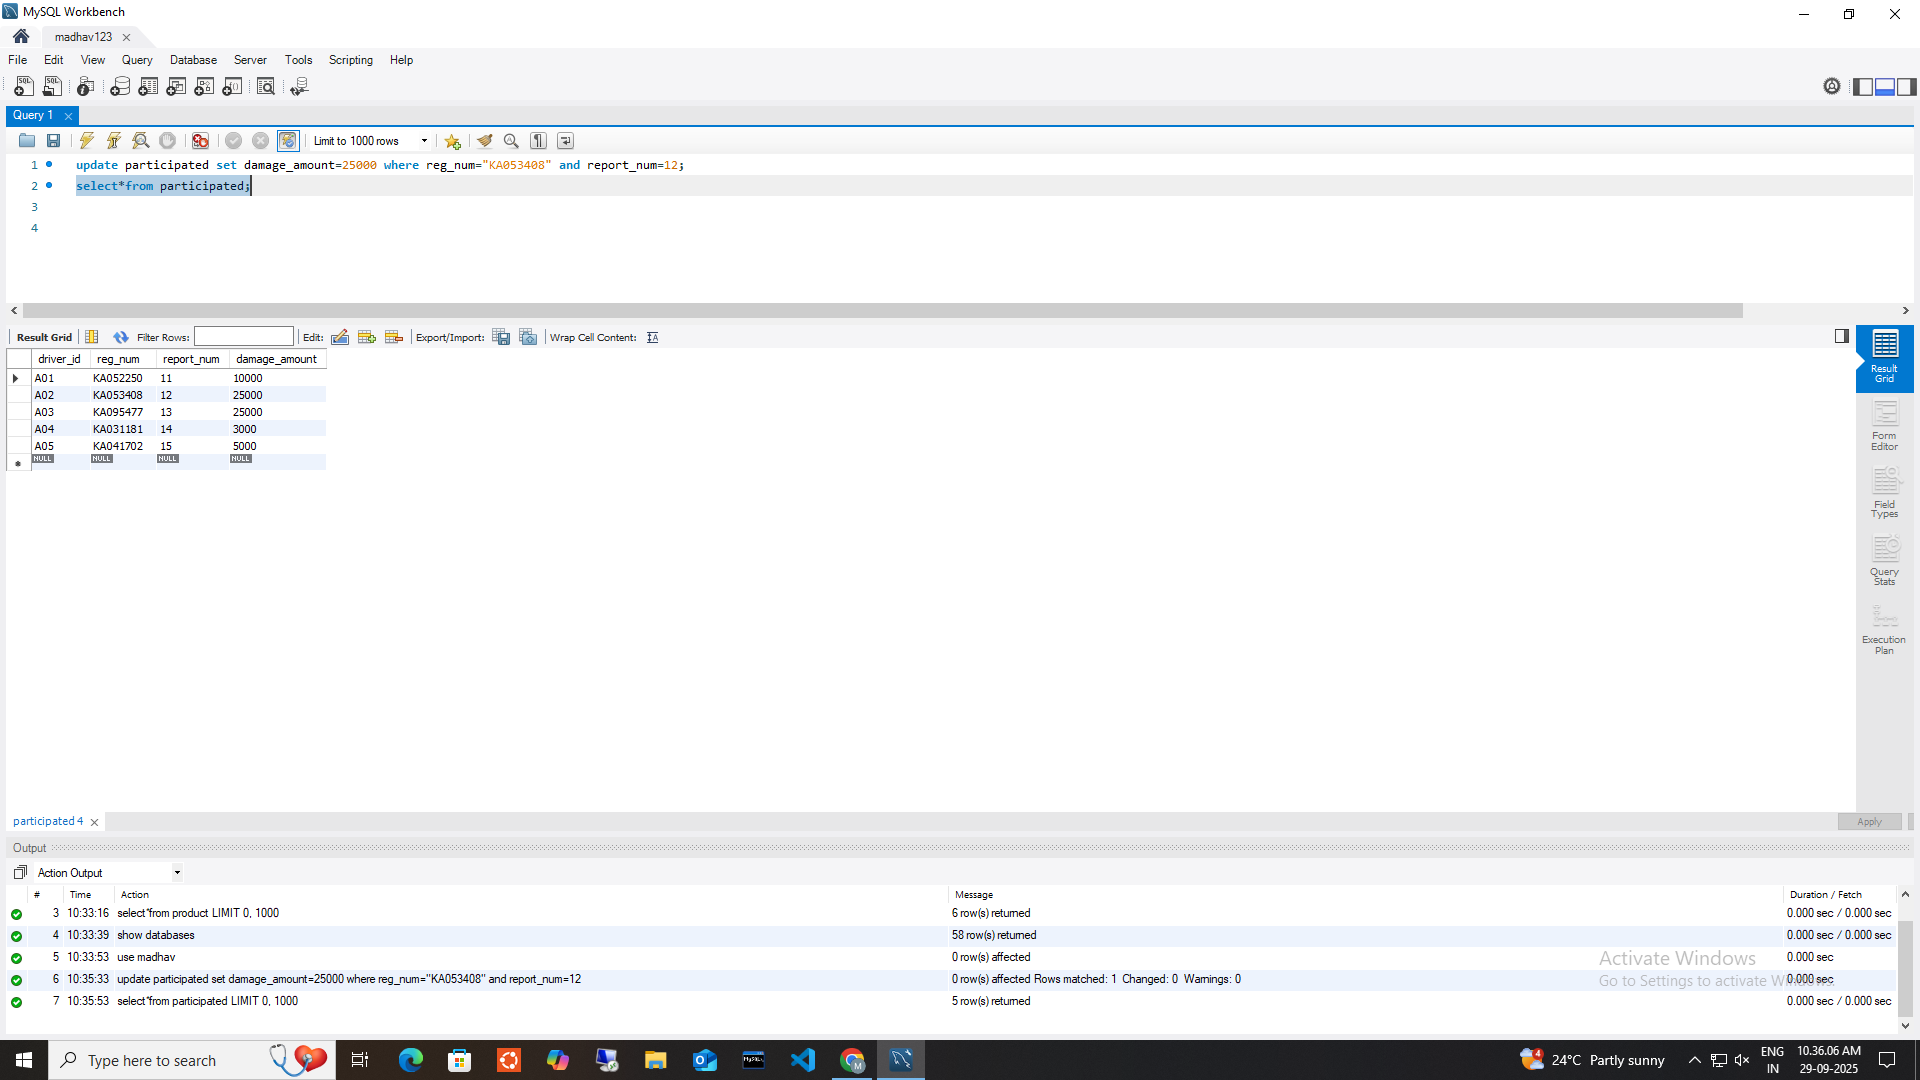 MySQL Workbench
madhav123
File Edit View Query Database Server Tools Scripting Help
Query 1
Limit to 1000 rows
1 update participated set damage_amount=25000 where reg_num="KA053408" and report_num=12;
2 select*from participated;
3
4
Result Grid Filter Rows: Edit: Export/Import: Wrap Cell Content:
driver_id reg_num report_num damage_amount
A01 KA052250 11 10000
A02 KA053408 12 25000
A03 KA095477 13 25000
A04 KA031181 14 3000
A05 KA041702 15 5000
NULL NULL NULL NULL
Result
Grid
Form
Editor
Field
Types
Query
Stats
Execution
Plan
participated 4
Apply
Output
Action Output
# Time Action Message Duration / Fetch
3 10:33:16 select*from product LIMIT 0, 1000 6 row(s) returned 0.000 sec / 0.000 sec
4 10:33:39 show databases 58 row(s) returned 0.000 sec / 0.000 sec
5 10:33:53 use madhav 0 row(s) affected 0.000 sec
6 10:35:33 update participated set damage_amount=25000 where reg_num="KA053408" and report_num=12 0 row(s) affected Rows matched: 1 Changed: 0 Warnings: 0 0.000 sec
7 10:35:53 select*from participated LIMIT 0, 1000 5 row(s) returned 0.000 sec / 0.000 sec
Activate Windows
Go to Settings to activate Windows.
Type here to search
MySQL
M
4
24°C Partly sunny
ENG
IN
10.36.06 AM
29-09-2025